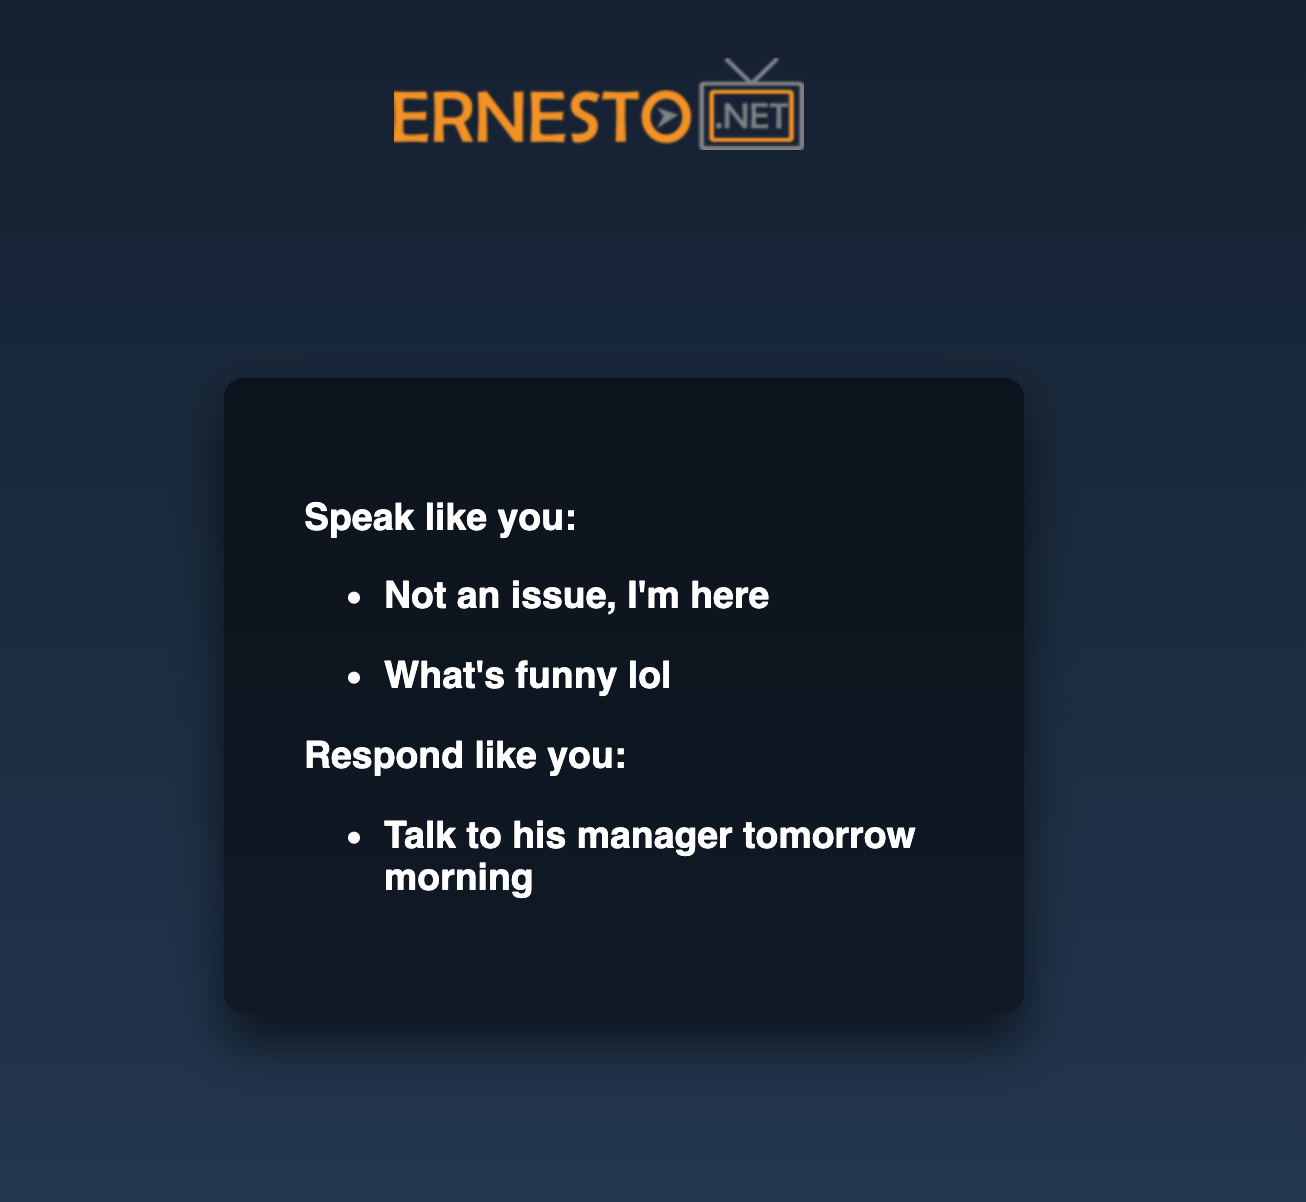 ERNESTO.NET
Speak like you:
• Not an issue, I'm here
• What's funny lol
Respond like you:
• Talk to his manager tomorrow
morning